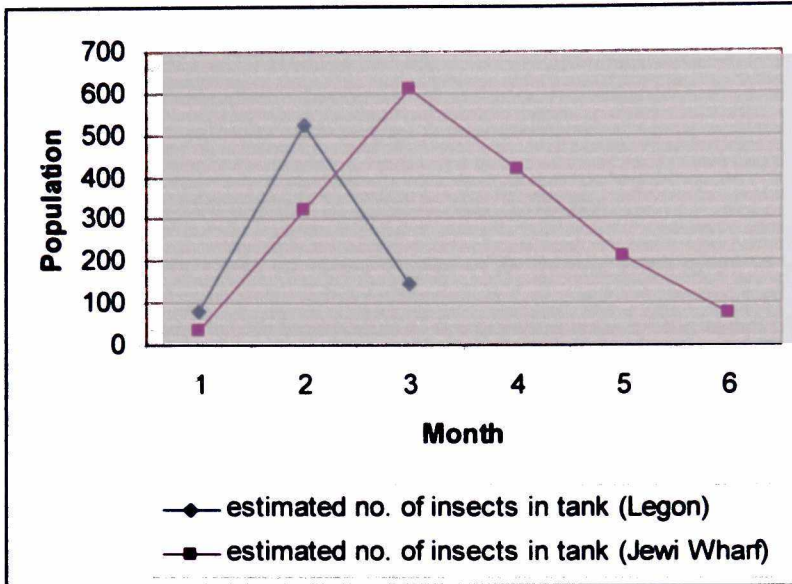 700
600
500
400
300
200
100
0
Population
1 2 3 4 5 6
Month
estimated no. of insects in tank (Legon)
estimated no. of insects in tank (Jewi Wharf)